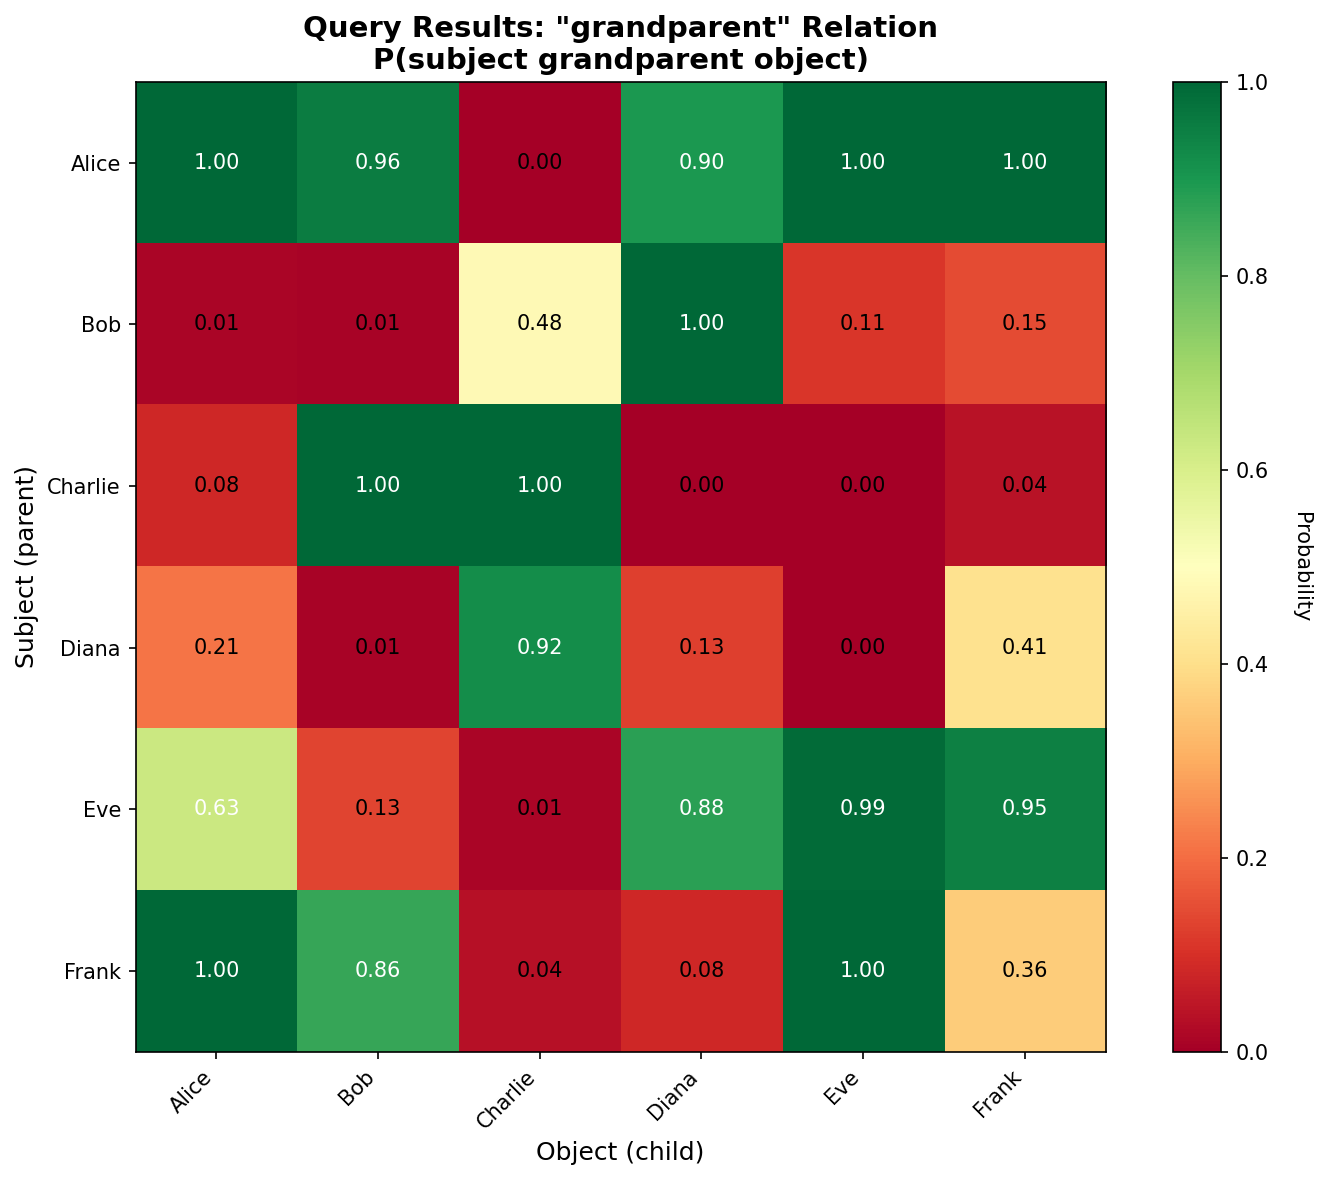 Query Results: "grandparent" Relation
P(subject grandparent object)
Alice 1.00 0.96 0.00 0.90 1.00 1.00
Bob 0.01 0.01 0.48 1.00 0.11 0.15
Charlie 0.08 1.00 1.00 0.00 0.00 0.04
Diana 0.21 0.01 0.92 0.13 0.00 0.41
Eve 0.63 0.13 0.01 0.88 0.99 0.95
Frank 1.00 0.86 0.04 0.08 1.00 0.36
Alice Bob Charlie Diana Eve Frank
Object (child)
Subject (parent)
1.0
0.8
0.6
0.4
0.2
0.0
Probability